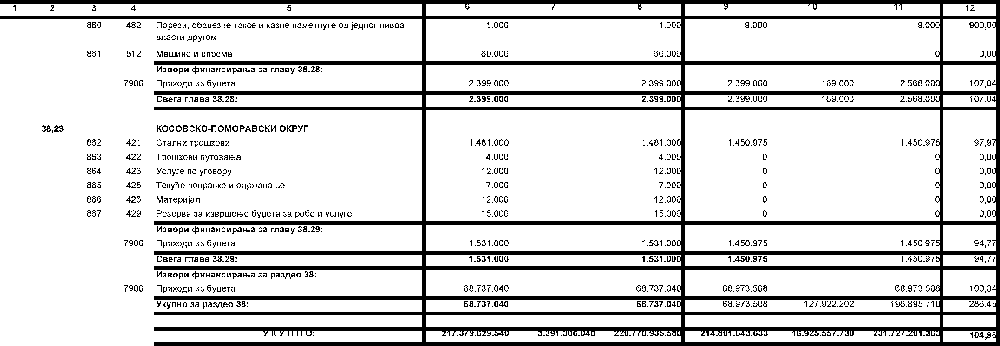 1 2 3 4 5 6 7 8 9 10 11 12
860 482 Порези, обавезне таксе и казне наметнуте од једног нивоа 1.000 1.000 9.000 9.000 900,00
власти другом
861 512 Машине и опрема 60.000 60.000 0 0,00
Извори финансирања за главу 38.28:
7900 Приходи из буџета 2.399.000 2.399.000 2.399.000 169.000 2.568.000 107,04
Свега глава 38.28: 2.399.000 2.399.000 2.399.000 169.000 2.568.000 107,04
38,29 КОСОВСКО-ПОМОРАВСКИ ОКРУГ
862 421 Стални трошкови 1.481.000 1.481.000 1.450.975 1.450.975 97,97
863 422 Трошкови путовања 4.000 4.000 0 0 0,00
864 423 Услуге по уговору 12.000 12.000 0 0 0,00
865 425 Текуће поправке и одржавање 7.000 7.000 0 0 0,00
866 426 Материјал 12.000 12.000 0 0 0,00
867 429 Резерва за извршење буџета за робе и услуге 15.000 15.000 0 0 0,00
Извори финансирања за главу 38.29:
7900 Приходи из буџета 1.531.000 1.531.000 1.450.975 1.450.975 94,77
Свега глава 38.29: 1.531.000 1.531.000 1.450.975 1.450.975 94,77
Извори финансирања за раздео 38:
7900 Приходи из буџета 68.737.040 68.737.040 68.973.508 68.973.508 100,34
Укупно за раздео 38: 68.737.040 68.737.040 68.973.508 127.922.202 196.895.710 286,45
У К У П Н О: 217.379.629.540 3.391.306.040 220.770.935.580 214.801.643.633 16.925.557.730 231.727.201.363 104,96